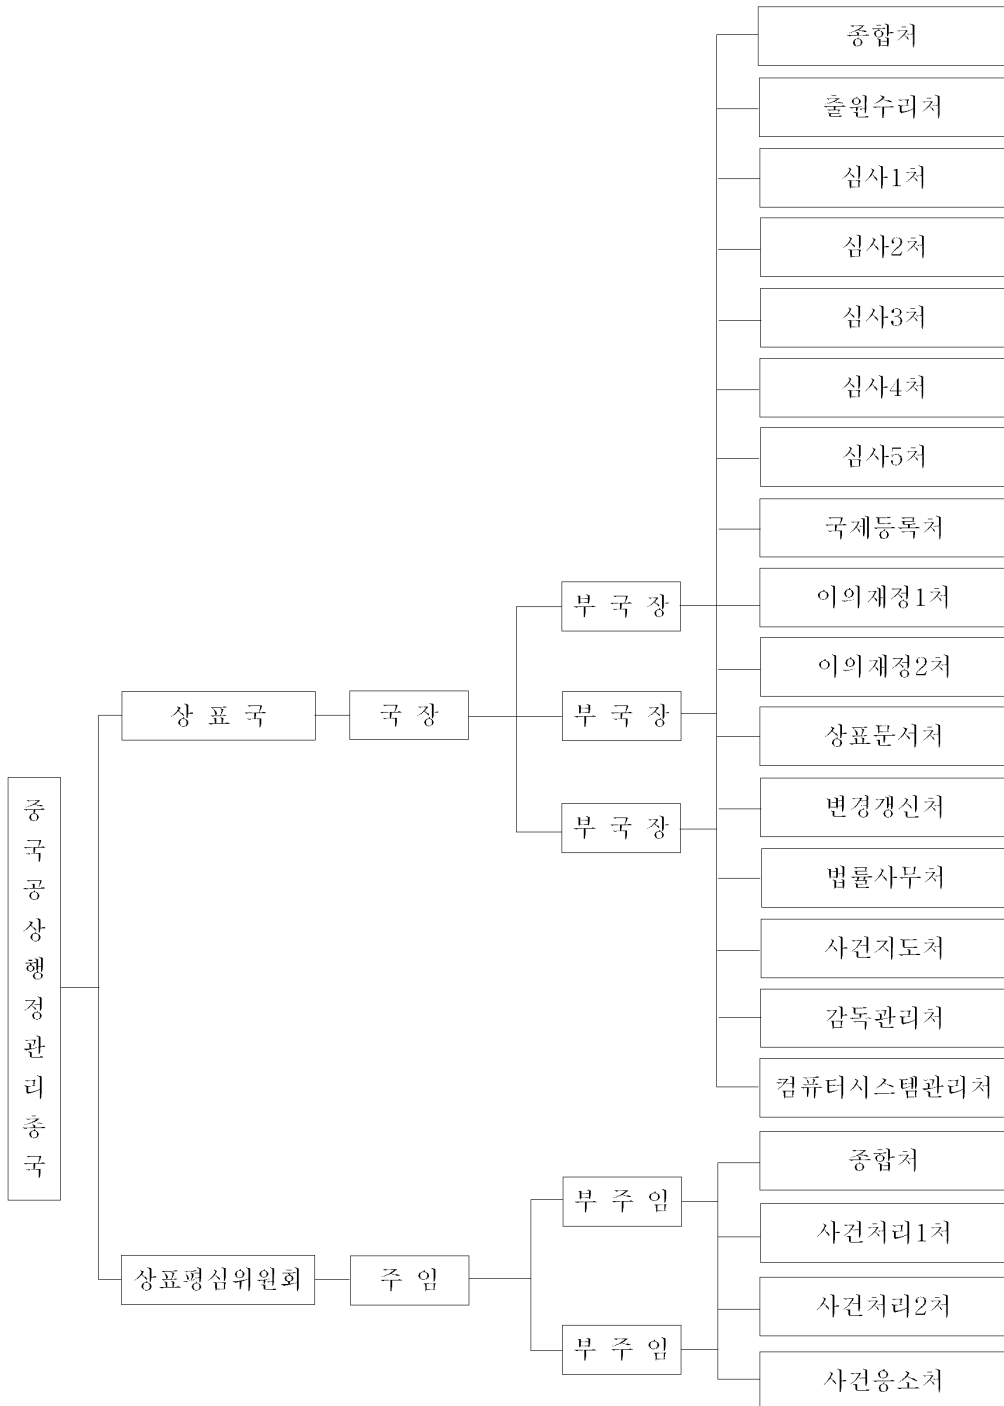 종합처
출원수리처
심사1처
심사2처
심사3처
심사4처
심사5처
국제등록처
부 국 장
이의재정1처
이의재정2처
상 표 국
국 장
부 국 장
상표문서처
변경갱신처
부 국 장
법률사무처
사건지도처
감독관리처
컴퓨터시스템관리처
중국공상행정관리총국
종합처
부 주 임
사건처리1처
상표평심위원회
주 임
사건처리2처
부 주 임
사건응소처